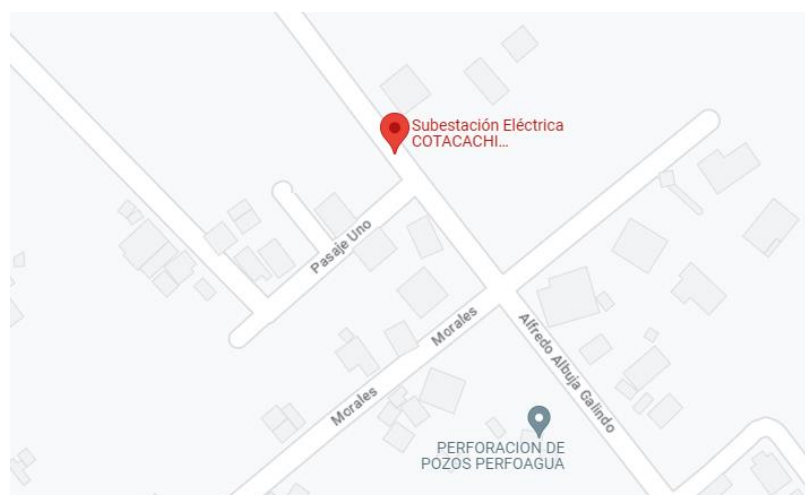 Subestación Eléctrica
COTACACHI...
Pasaje Uno
Morales
Alfredo Albuja Galindo
Morales
PERFORACION DE
POZOS PERFOAGUA